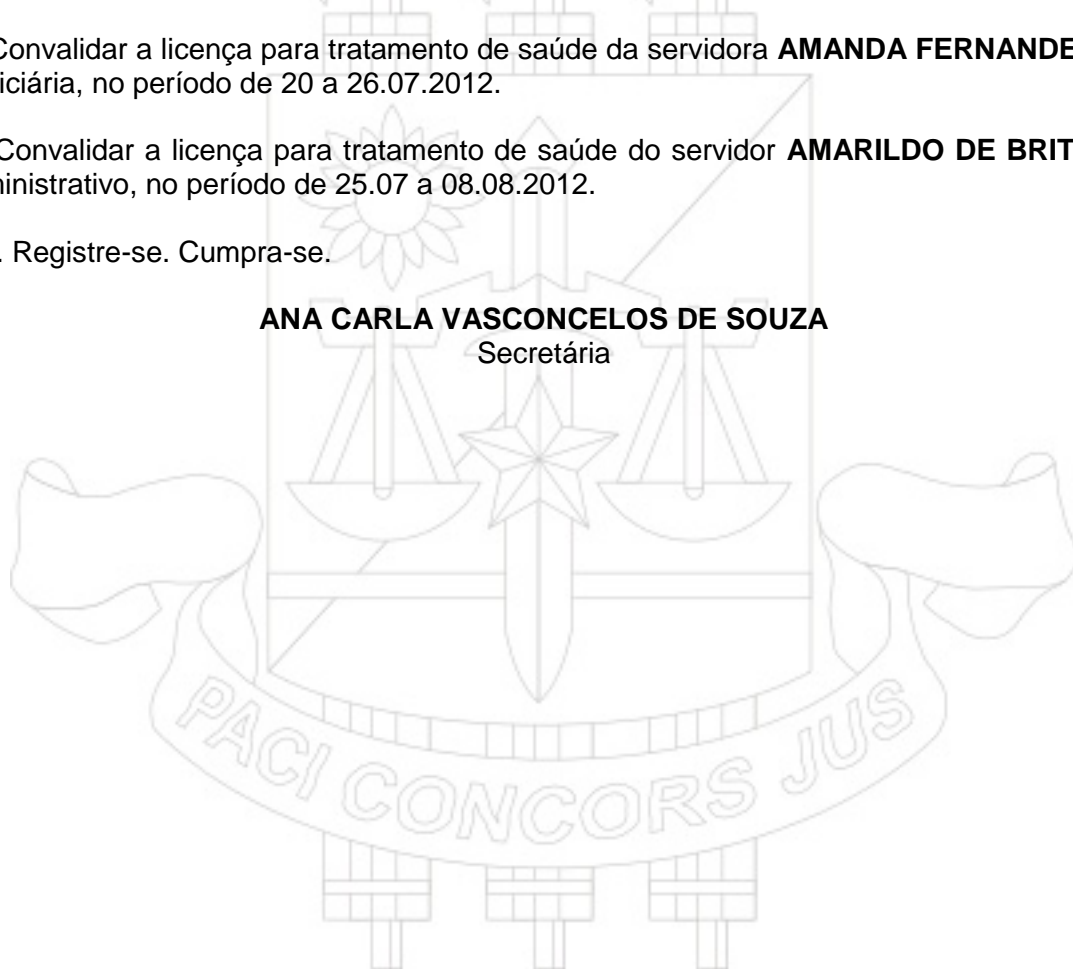 Convalidar a licença para tratamento de saúde da servidora AMANDA FERNANDE
iciária, no período de 20 a 26.07.2012.
Convalidar a licença para tratamento de saúde do servidor AMARILDO DE BRIT
ministrativo, no período de 25.07 a 08.08.2012.
. Registre-se. Cumpra-se.
ANA CARLA VASCONCELOS DE SOUZA
Secretária
PACI CONCORS JUS